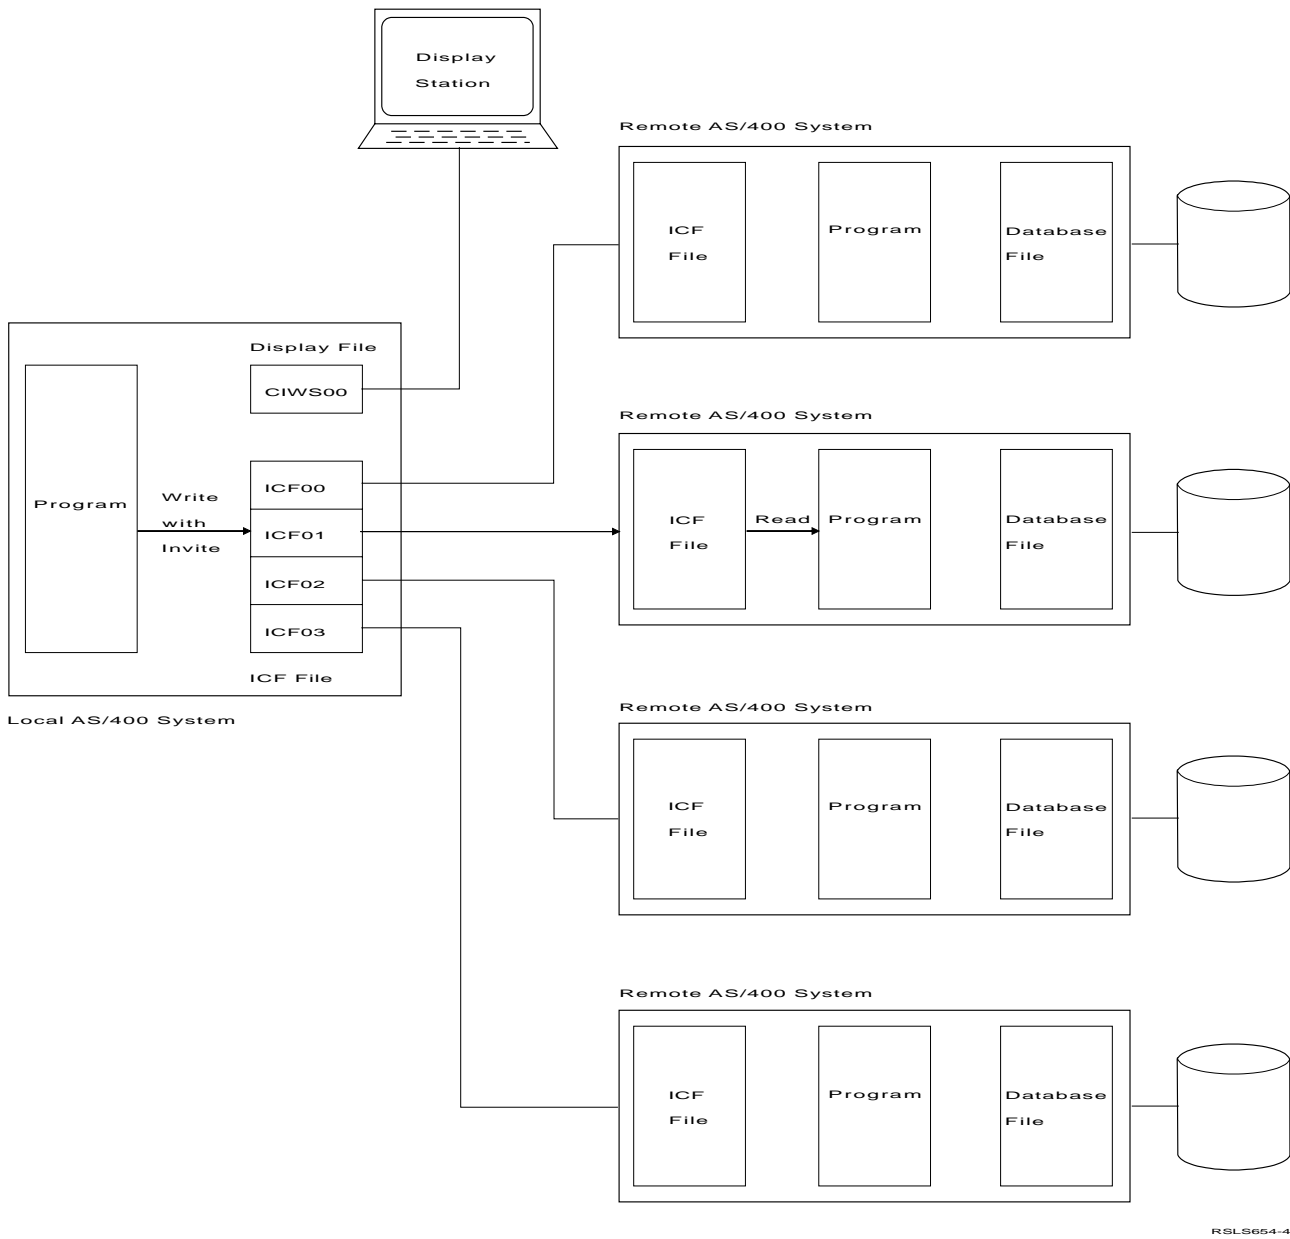 Display
Station
Remote AS/400 System
ICF
File
Program
Database
File
Display File
CIWS00
Program
Write
with
Invite
ICF00
ICF01
ICF02
ICF03
ICF File
Local AS/400 System
Remote AS/400 System
ICF
File
Read
Program
Database
File
Remote AS/400 System
ICF
File
Program
Database
File
Remote AS/400 System
ICF
File
Program
Database
File
RSLS654-4